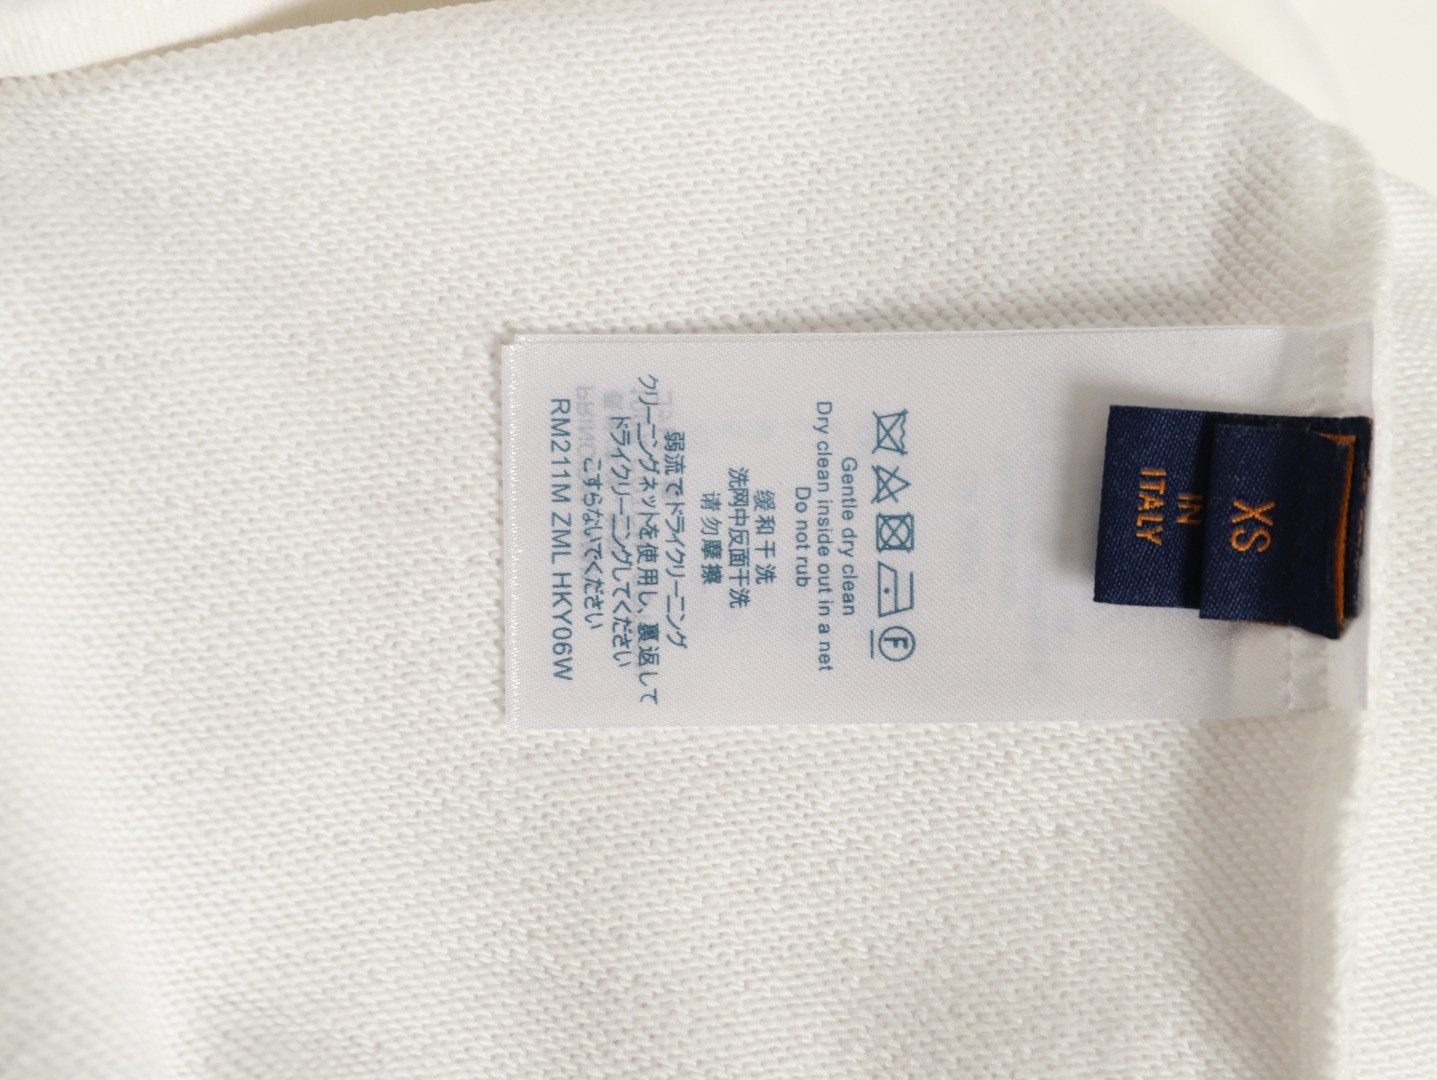 IN
ITALY
XS
F
Gentle dry clean
Dry clean inside out in a net
Do not rub
缓和干洗
洗网中反面干洗
请勿摩擦
弱流でドライクリーニング
クリーニングネットを使用し、裏返して
ドライクリーニングしてください
こすらないでください
RM211M ZML HKY06W